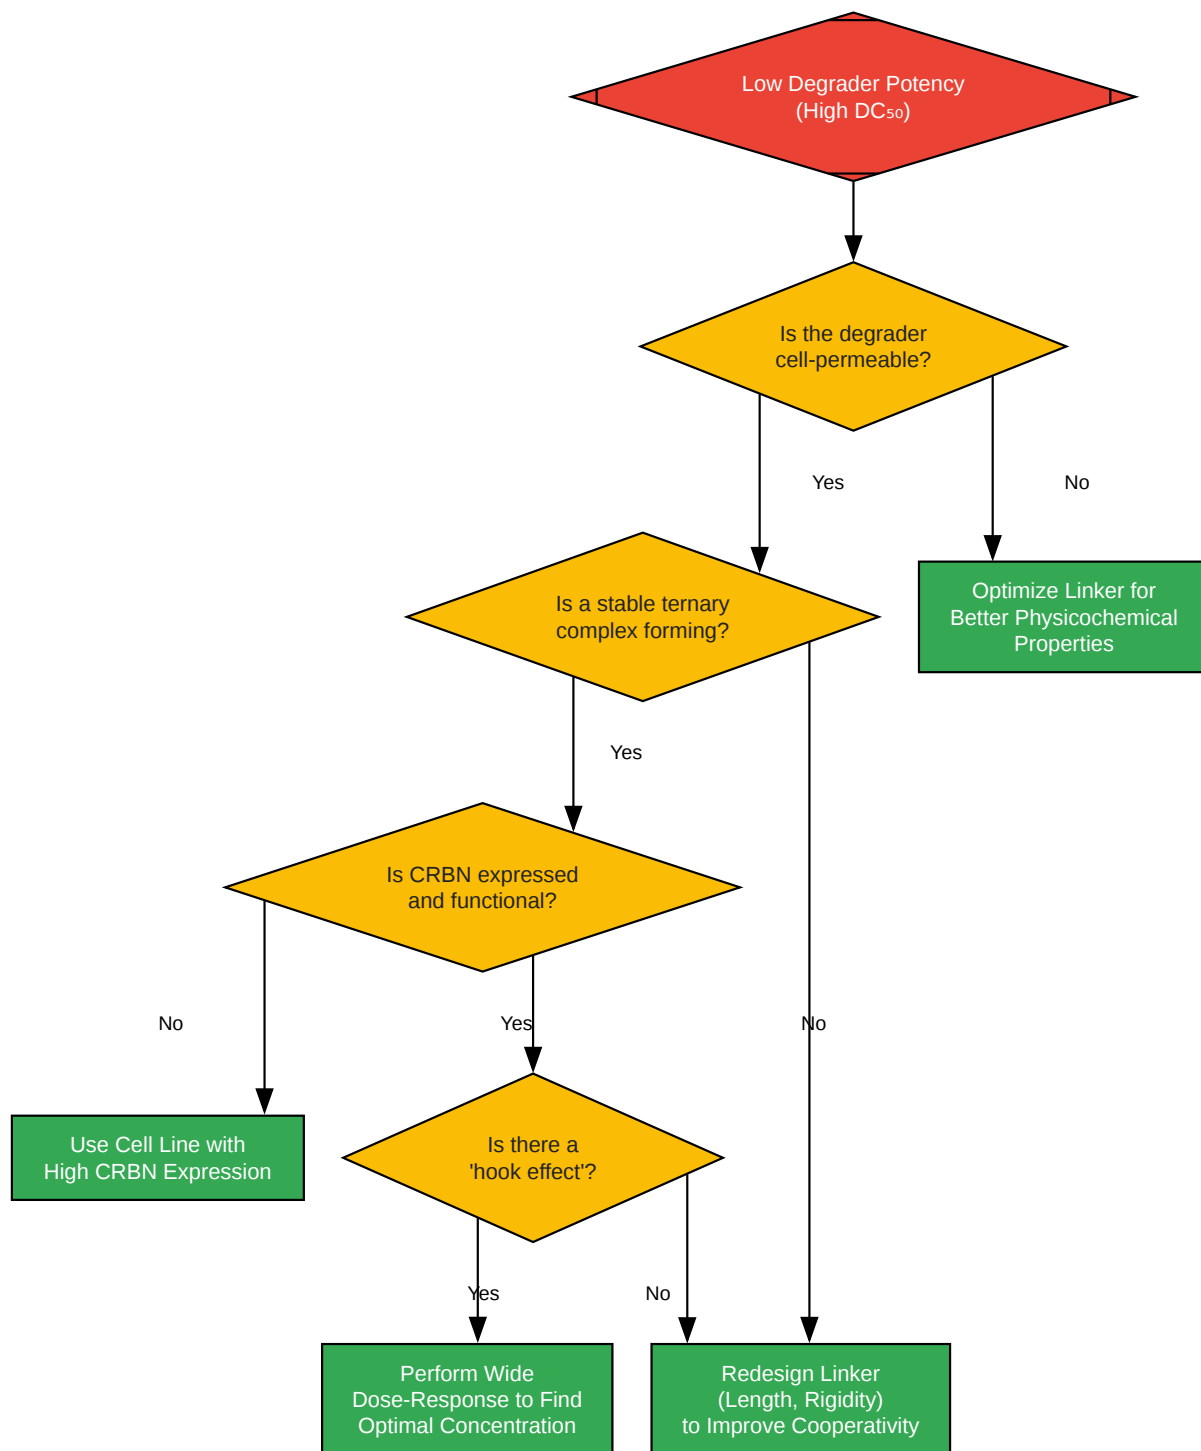 Low Degrader Potency
(High DC₅₀)
Is the degrader
cell-permeable?
Yes
No
Is a stable ternary
complex forming?
Optimize Linker for
Better Physicochemical
Properties
Yes
Is CRBN expressed
and functional?
No
Yes
No
Use Cell Line with
High CRBN Expression
Is there a
'hook effect'?
Yes
No
Perform Wide
Dose-Response to Find
Optimal Concentration
Redesign Linker
(Length, Rigidity)
to Improve Cooperativity